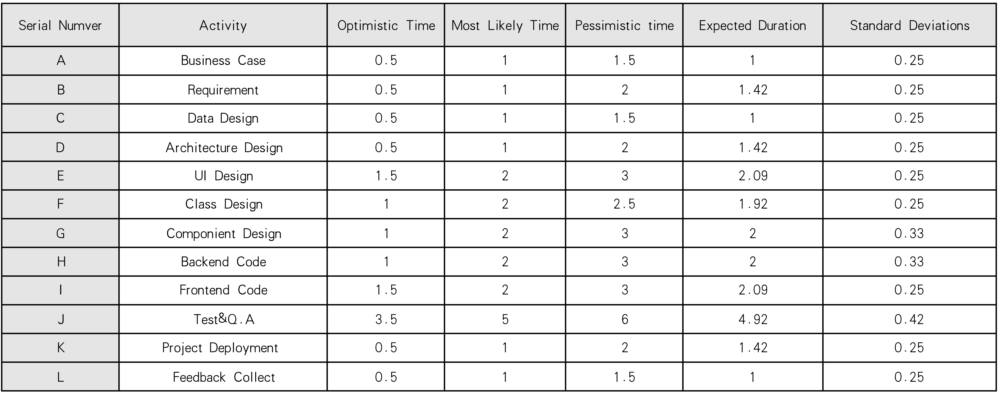 Serial Numver Activity Optimistic Time Most Likely Time Pessimistic time Expected Duration Standard Deviations
A Business Case 0.5 1 1.5 1 0.25
B Requirement 0.5 1 2 1.42 0.25
C Data Design 0.5 1 1.5 1 0.25
D Architecture Design 0.5 1 2 1.42 0.25
E UI Design 1.5 2 3 2.09 0.25
F Class Design 1 2 2.5 1.92 0.25
G Componient Design 1 2 3 2 0.33
H Backend Code 1 2 3 2 0.33
I Frontend Code 1.5 2 3 2.09 0.25
J Test&Q.A 3.5 5 6 4.92 0.42
K Project Deployment 0.5 1 2 1.42 0.25
L Feedback Collect 0.5 1 1.5 1 0.25